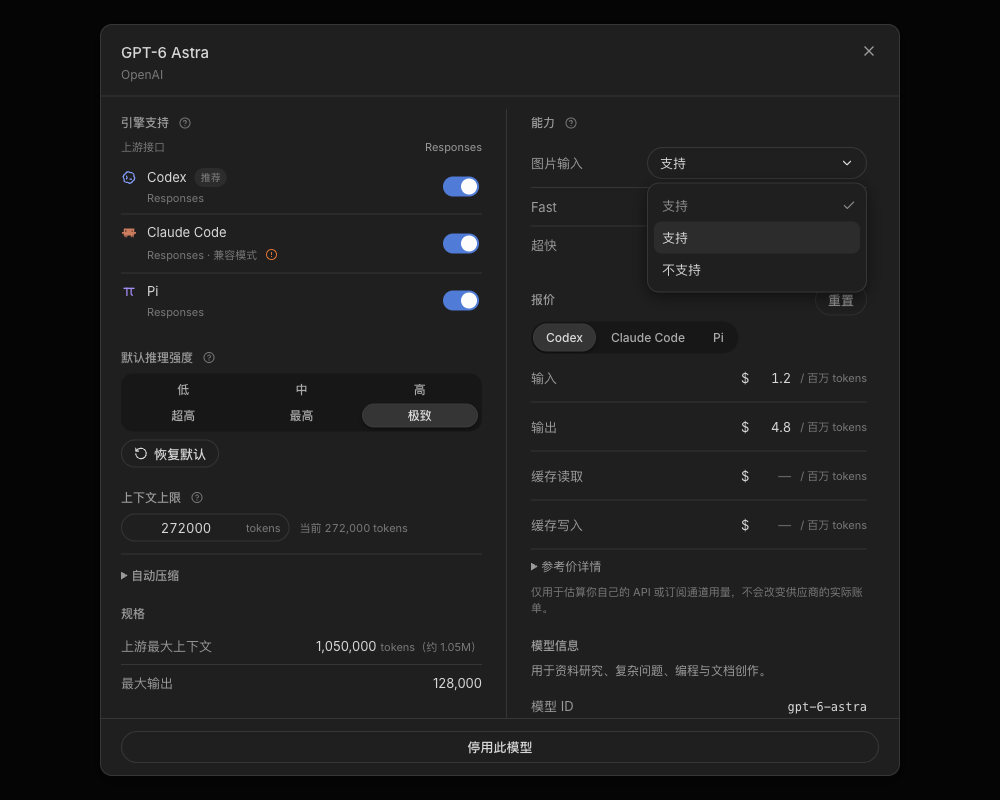 GPT-6 Astra
OpenAI
引擎支持
上游接口 Responses
Codex 推荐
Responses
Claude Code
Responses · 兼容模式
Pi
Responses
默认推理强度
低 中 高
超高 最高 极致
恢复默认
上下文上限
272000 tokens 当前 272,000 tokens
自动压缩
规格
上游最大上下文 1,050,000 tokens（约 1.05M）
最大输出 128,000
能力
图片输入 支持
支持
Fast
支持
超快
不支持
报价 重置
Codex Claude Code Pi
输入 $ 1.2 / 百万 tokens
输出 $ 4.8 / 百万 tokens
缓存读取 $ — / 百万 tokens
缓存写入 $ — / 百万 tokens
参考价详情
仅用于估算你自己的 API 或订阅通道用量，不会改变供应商的实际账
单。
模型信息
用于资料研究、复杂问题、编程与文档创作。
模型 ID gpt-6-astra
停用此模型